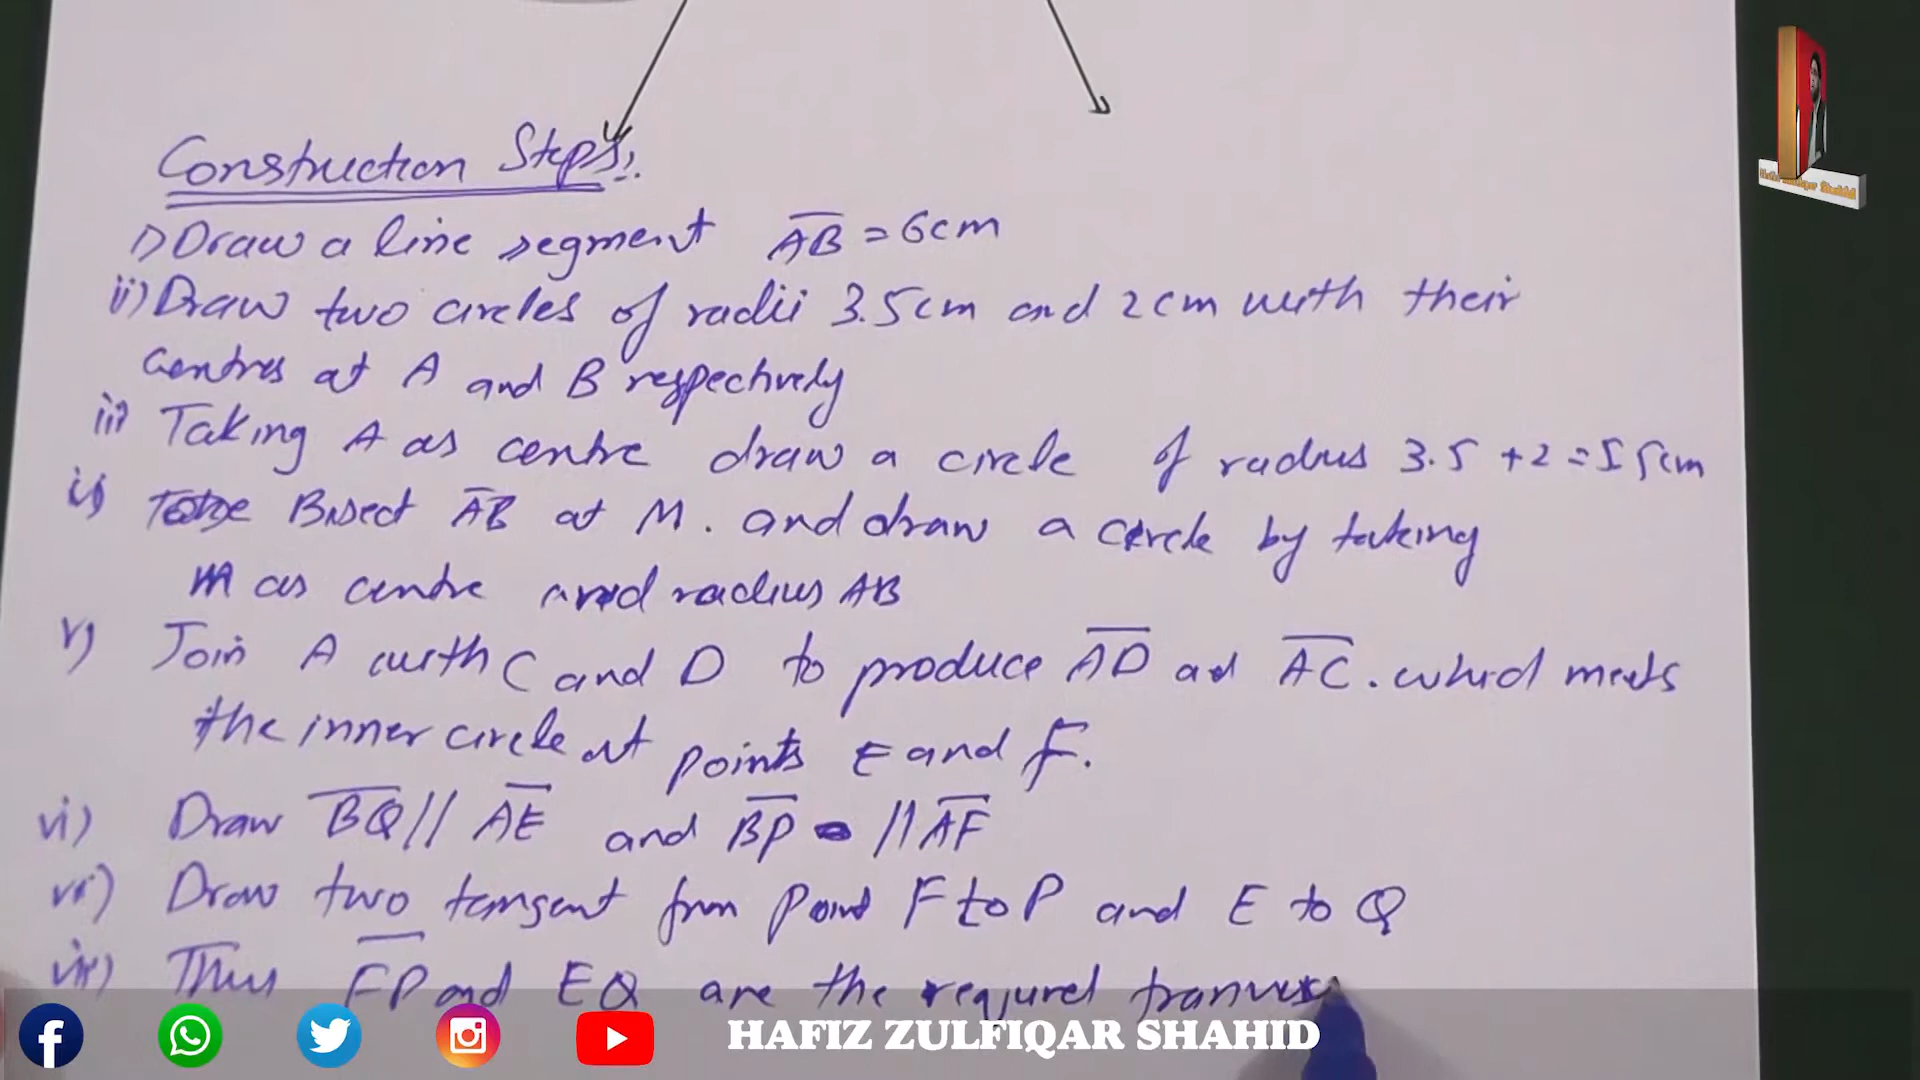 Construction Steps:
i) Draw a line segment AB = 6cm
ii) Draw two circles of radii 3.5cm and 2cm with their
centres at A and B respectively
iii) Taking A as centre draw a circle of radius 3.5 + 2 = 5.5cm
iv) Bisect AB at M. and draw a circle by taking
M as centre and radius AB
v) Join A with C and D to produce AD ad AC. which meets
the inner circle at points E and F.
vi) Draw BQ // AE and BP // AF
vii) Draw two tangent from point F to P and E to Q
viii) Thus FP and EQ are the required tranvers
HAFIZ ZULFIQAR SHAHID